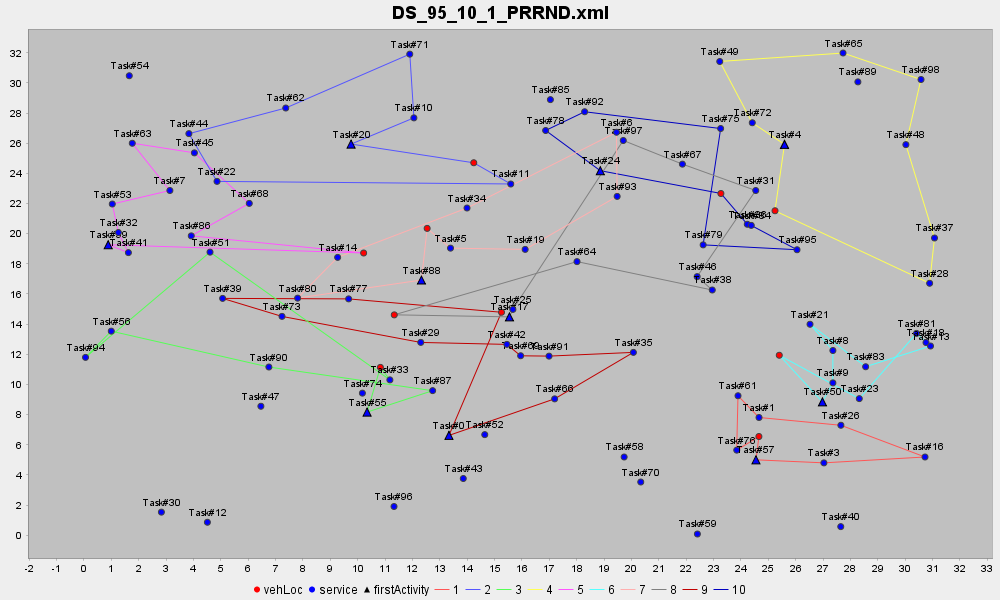 DS_95_10_1_PRRND.xml
Task#71
Task#49
Task#65
Task#54
Task#98
Task#89
Task#62
Task#85
Task#92
Task#10
Task#75
Task#72
Task#44
Task#78
Task#6
Task#97
Task#63
Task#20
Task#4
Task#48
Task#45
Task#67
Task#24
Task#22
Task#11
Task#7
Task#31
Task#68
Task#93
Task#53
Task#34
Task#32
Task#86
Task#37
Task#41
Task#51
Task#14
Task#5
Task#19
Task#79
Task#95
Task#64
Task#88
Task#46
Task#38
Task#28
Task#39
Task#80
Task#77
Task#25
Task#17
Task#73
Task#56
Task#21
Task#81
Task#13
Task#29
Task#42
Task#8
Task#94
Task#91
Task#35
Task#90
Task#83
Task#33
Task#74
Task#87
Task#9
Task#47
Task#55
Task#66
Task#50
Task#23
Task#61
Task#1
Task#26
Task#0
Task#52
Task#76
Task#57
Task#3
Task#16
Task#58
Task#43
Task#70
Task#96
Task#30
Task#12
Task#59
Task#40
32
30
28
26
24
22
20
18
16
14
12
10
8
6
4
2
0
-2 -1 0 1 2 3 4 5 6 7 8 9 10 11 12 13 14 15 16 17 18 19 20 21 22 23 24 25 26 27 28 29 30 31 32 33
vehLoc service firstActivity 1 2 3 4 5 6 7 8 9 10